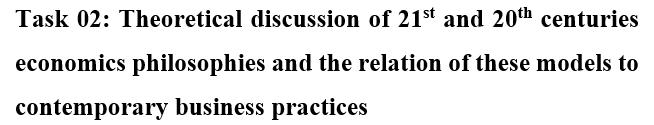 Task 02: Theoretical discussion of 21st and 20th centuries
economics philosophies and the relation of these models to
contemporary business practices